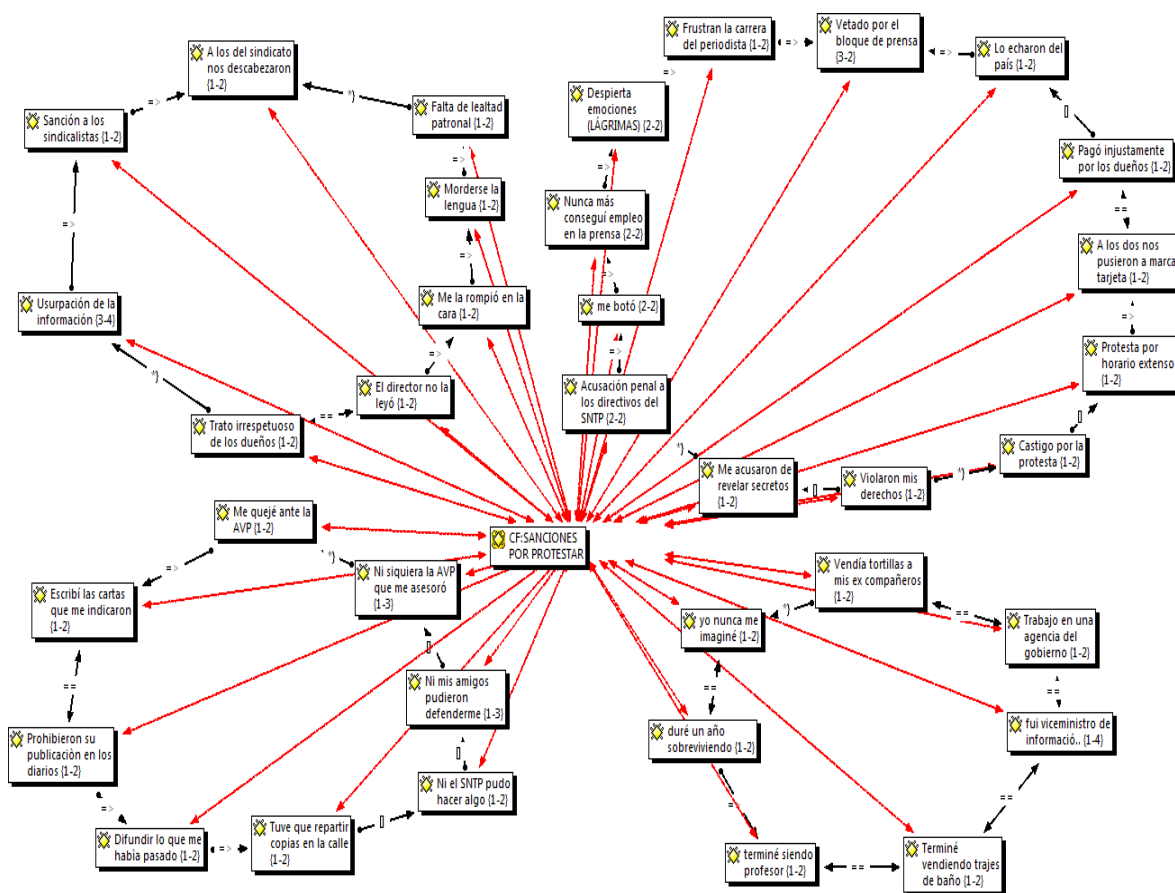 A los del sindicato
nos descabezaron
{1-2}
Frustran la carrera
del periodista {1-2}
Vetado por el
bloque de prensa
{3-2}
Lo echaron del
país {1-2}
Sanción a los
sindicalistas {1-2}
Falta de lealtad
patronal {1-2}
Despierta
emociones
(LÁGRIMAS) {2-2}
Pagó injustamente
por los dueños
{1-2}
Morderse la
lengua {1-2}
Nunca más
conseguí empleo
en la prensa {2-2}
A los dos nos
pusieron a marca
tarjeta {1-2}
Usurpación de la
información {3-4}
Me la rompió en la
cara {1-2}
me botó {2-2}
Protesta por
horario extenso
{1-2}
El director no la
leyó {1-2}
Acusación penal a
los directivos del
SNTP {2-2}
Trato irrespetuoso
de los dueños {1-2}
Castigo por la
protesta {1-2}
Me acusaron de
revelar secretos
{1-2}
Violaron mis
derechos {1-2}
Me quejé ante la
AVP {1-2}
CF:SANCIONES
POR PROTESTAR
Ni siquiera la AVP
que me asesoró
{1-3}
Vendía tortillas a
mis ex compañeros
{1-2}
Escribí las cartas
que me indicaron
{1-2}
yo nunca me
imaginé {1-2}
Trabajo en una
agencia del
gobierno {1-2}
Ni mis amigos
pudieron
defenderme {1-3}
Prohibieron su
publicaciòn en los
diarios {1-2}
duré un año
sobreviviendo {1-2}
fui viceministro de
informació.. {1-4}
Ni el SNTP pudo
hacer algo {1-2}
Difundir lo que me
habia pasado {1-2}
Tuve que repartir
copias en la calle
{1-2}
terminé siendo
profesor {1-2}
Terminé
vendiendo trajes
de baño {1-2}
=>
=>
*}
=>
=>
=>
=>
[]
=>
=>
==
=>
=>
=>
=>
*}
==
=>
[]
*}
[]
*}
=>
*}
*}
==
==
[]
==
==
[]
=>
=>
[]
==
==
==